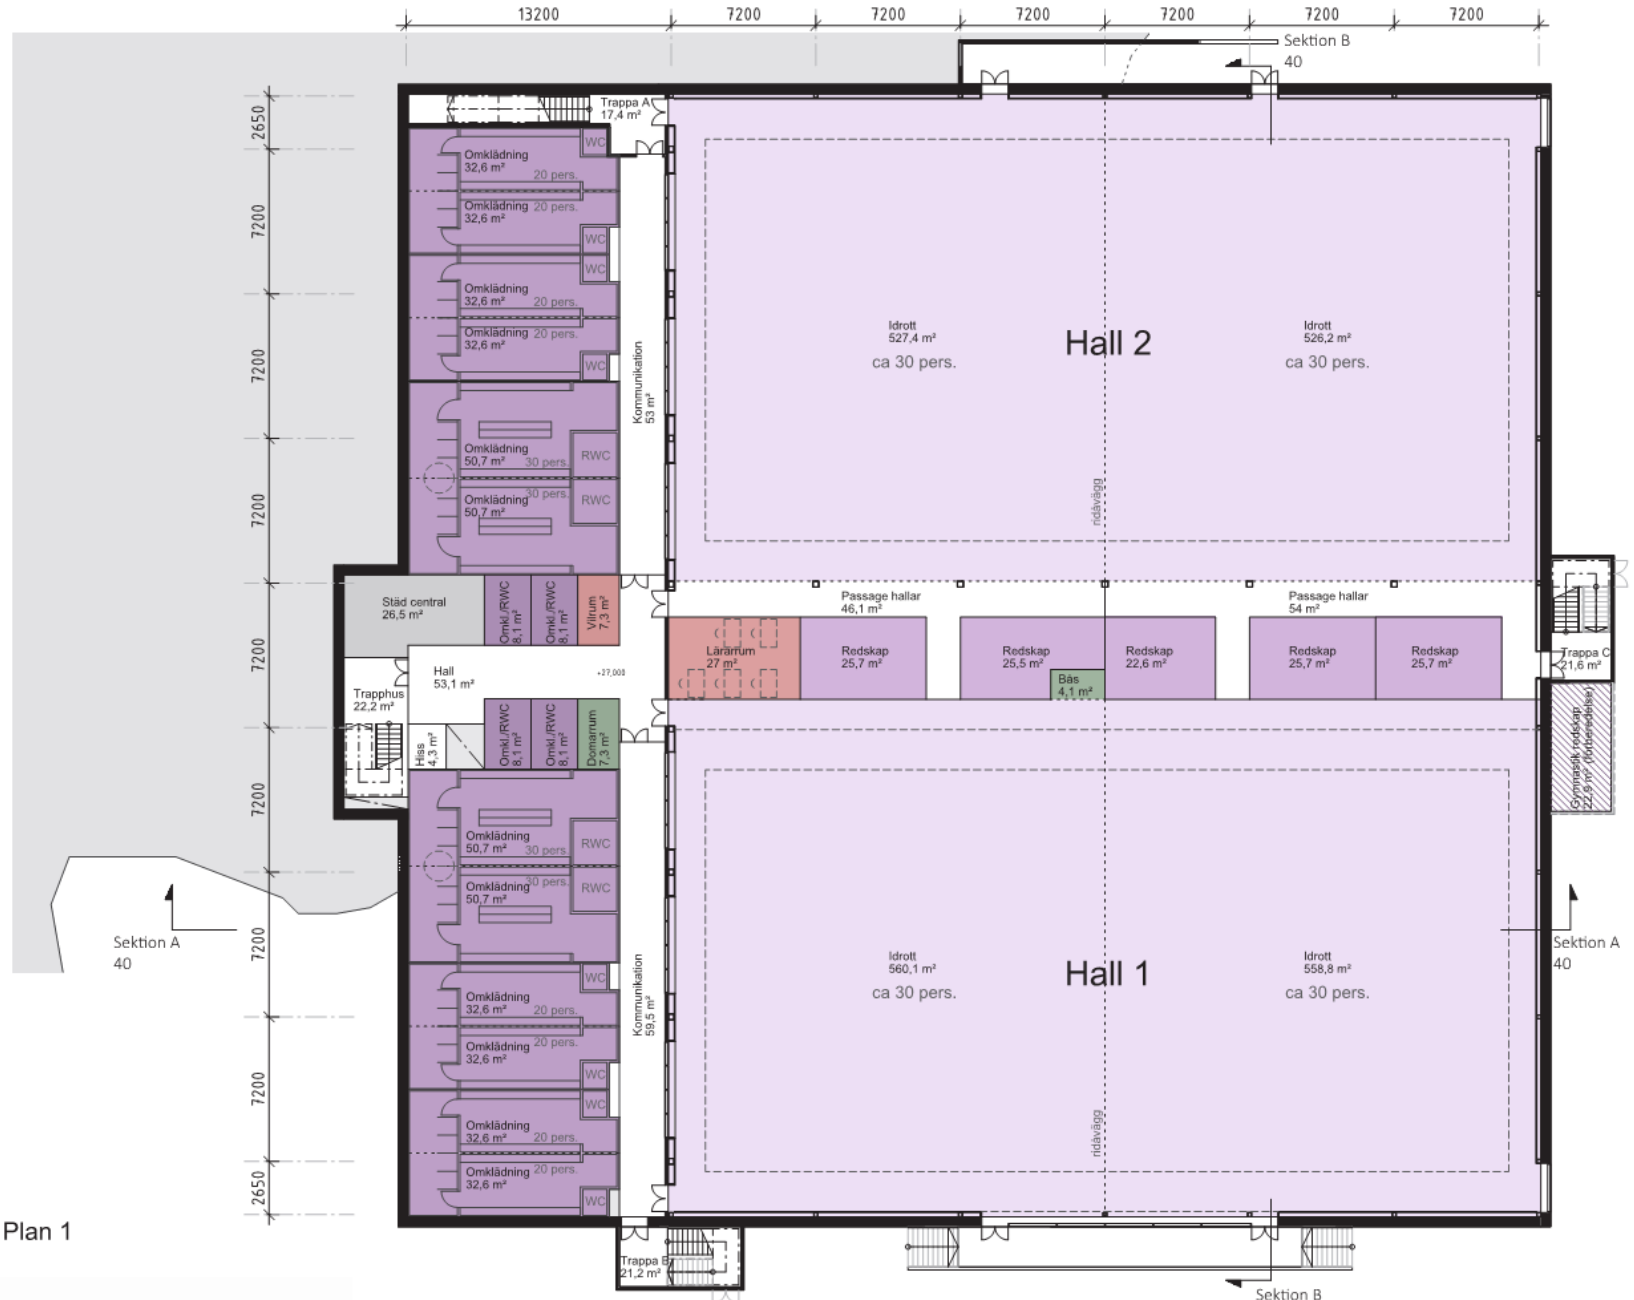 13200
7200
7200
7200
7200
7200
7200
Sektion B
40
2650
7200
7200
7200
7200
7200
7200
7200
2650
Trappa A
17,4 m²
WC
Omklädning
32,6 m²
20 pers.
Omklädning
32,6 m²
20 pers.
WC
WC
Omklädning
32,6 m²
20 pers.
Omklädning
32,6 m²
20 pers.
WC
Kommunikation
53 m²
Omklädning
50,7 m²
30 pers.
RWC
Omklädning
50,7 m²
30 pers.
RWC
Idrott
527,4 m²
ca 30 pers.
Hall 2
Idrott
526,2 m²
ca 30 pers.
ridåvägg
Städ central
26,5 m²
Omkl./RWC
8,1 m²
Omkl./RWC
8,1 m²
Vilrum
7,3 m²
Passage hallar
46,1 m²
Passage hallar
54 m²
Hall
53,1 m²
+27,000
Lärarrum
27 m²
Redskap
25,7 m²
Redskap
25,5 m²
Bås
4,1 m²
Redskap
22,6 m²
Redskap
25,7 m²
Redskap
25,7 m²
Trappa C
21,6 m²
Trapphus
22,2 m²
Hiss
4,3 m²
Omkl./RWC
8,1 m²
Omkl./RWC
8,1 m²
Domarrum
7,3 m²
Gymnastik redskap
22,9 m² (förberedelse)
Omklädning
50,7 m²
30 pers.
RWC
Omklädning
50,7 m²
30 pers.
RWC
Sektion A
40
Sektion A
40
Idrott
560,1 m²
ca 30 pers.
Hall 1
Idrott
558,8 m²
ca 30 pers.
Kommunikation
59,5 m²
WC
Omklädning
32,6 m²
20 pers.
Omklädning
32,6 m²
20 pers.
WC
WC
Omklädning
32,6 m²
20 pers.
Omklädning
32,6 m²
20 pers.
WC
ridåvägg
Plan 1
Trappa B
21,2 m²
Sektion B